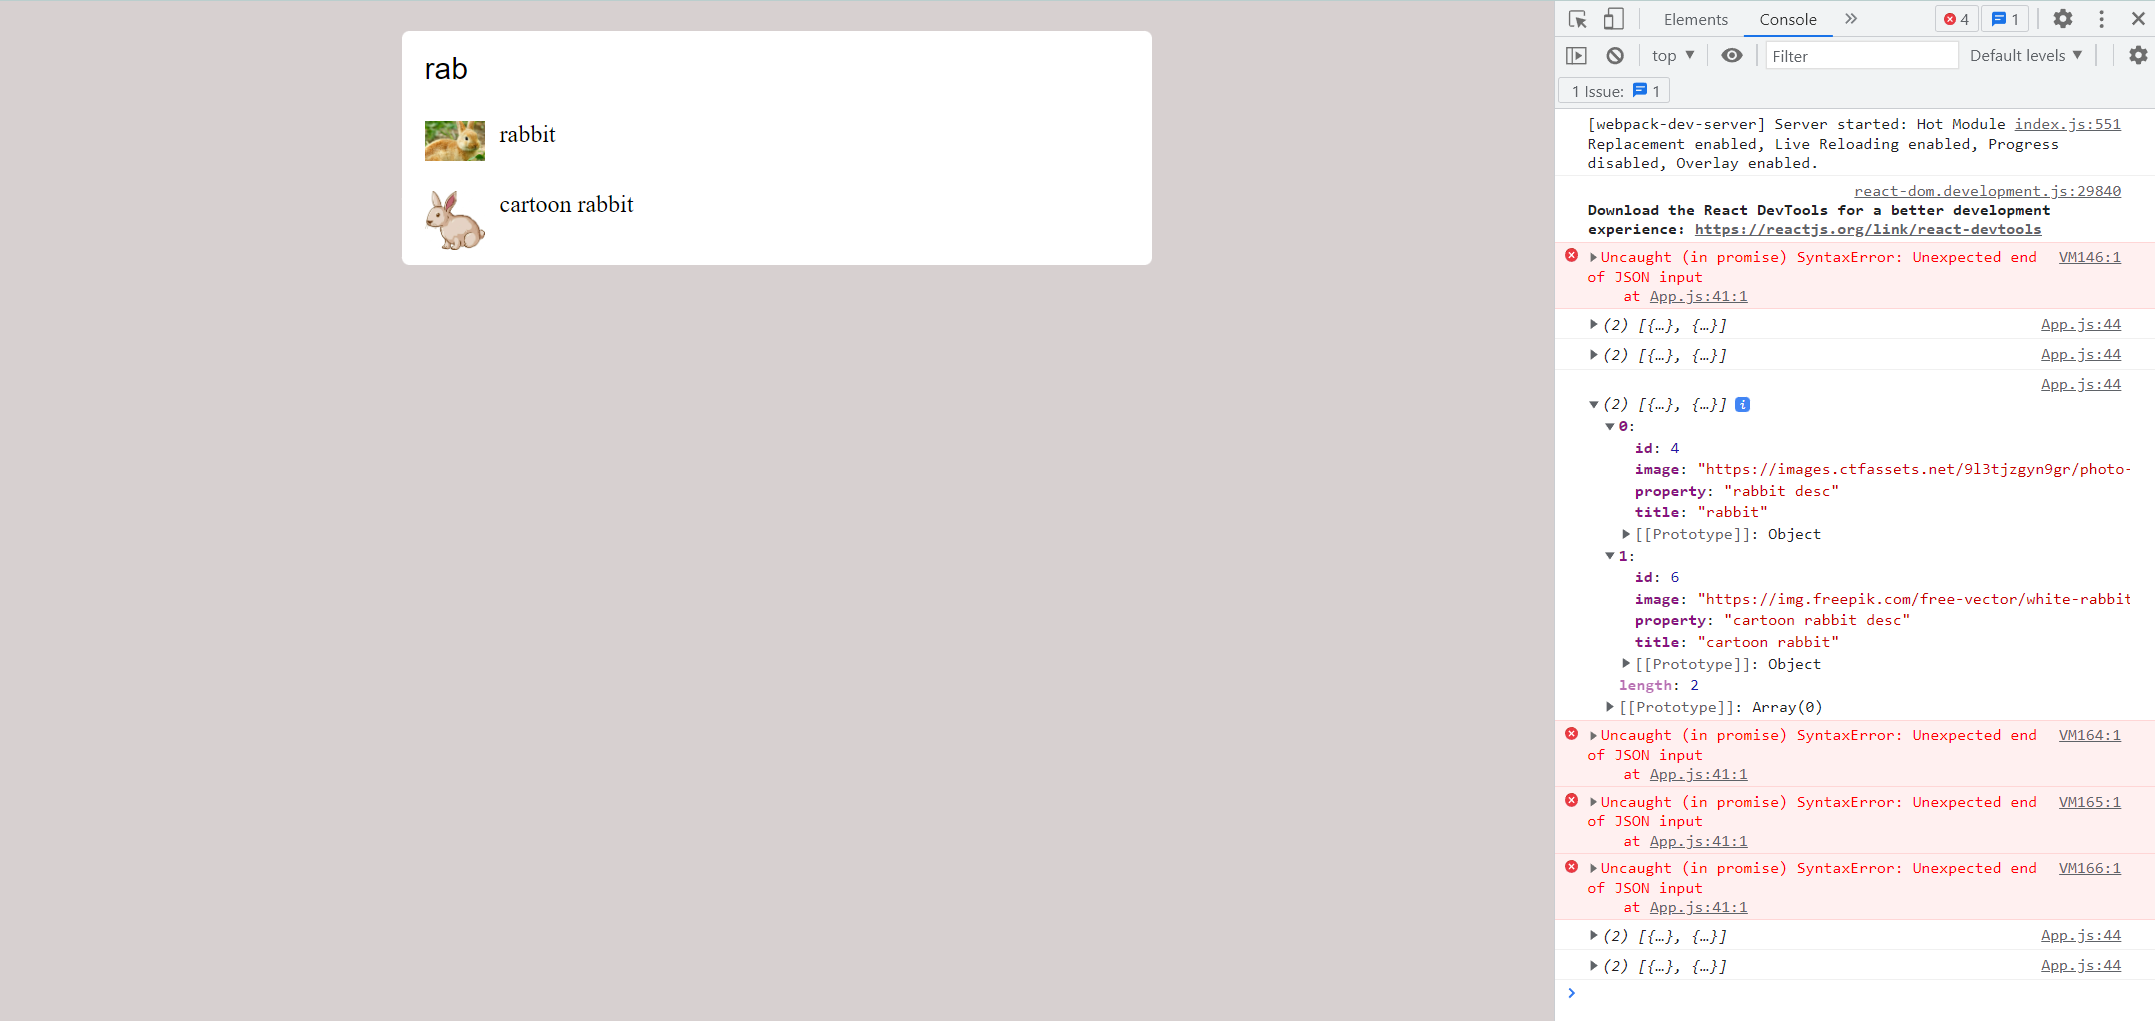 rab
rabbit
cartoon rabbit
Elements Console 4 1
top Filter Default levels
1 Issue: 1
[webpack-dev-server] Server started: Hot Module index.js:551
Replacement enabled, Live Reloading enabled, Progress
disabled, Overlay enabled.
react-dom.development.js:29840
Download the React DevTools for a better development
experience: https://reactjs.org/link/react-devtools
Uncaught (in promise) SyntaxError: Unexpected end VM146:1
of JSON input
at App.js:41:1
(2) [{…}, {…}] App.js:44
(2) [{…}, {…}] App.js:44
App.js:44
(2) [{…}, {…}] i
0:
id: 4
image: "https://images.ctfassets.net/9l3tjzgyn9gr/photo-
property: "rabbit desc"
title: "rabbit"
[[Prototype]]: Object
1:
id: 6
image: "https://img.freepik.com/free-vector/white-rabbit
property: "cartoon rabbit desc"
title: "cartoon rabbit"
[[Prototype]]: Object
length: 2
[[Prototype]]: Array(0)
Uncaught (in promise) SyntaxError: Unexpected end VM164:1
of JSON input
at App.js:41:1
Uncaught (in promise) SyntaxError: Unexpected end VM165:1
of JSON input
at App.js:41:1
Uncaught (in promise) SyntaxError: Unexpected end VM166:1
of JSON input
at App.js:41:1
(2) [{…}, {…}] App.js:44
(2) [{…}, {…}] App.js:44